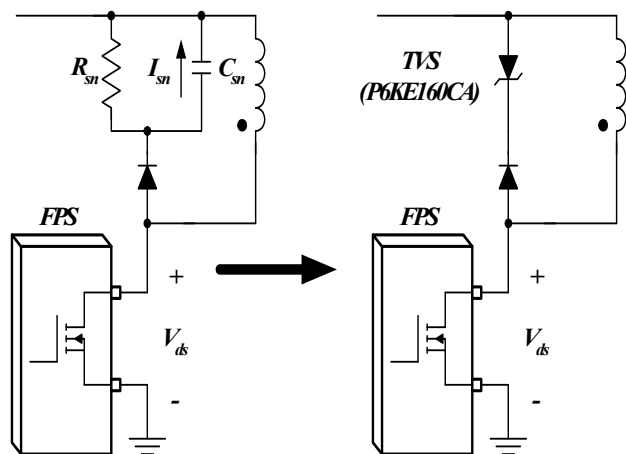 R_sn I_sn C_sn
TVS
(P6KE160CA)
FPS
FPS
+
V_ds
-
+
V_ds
-